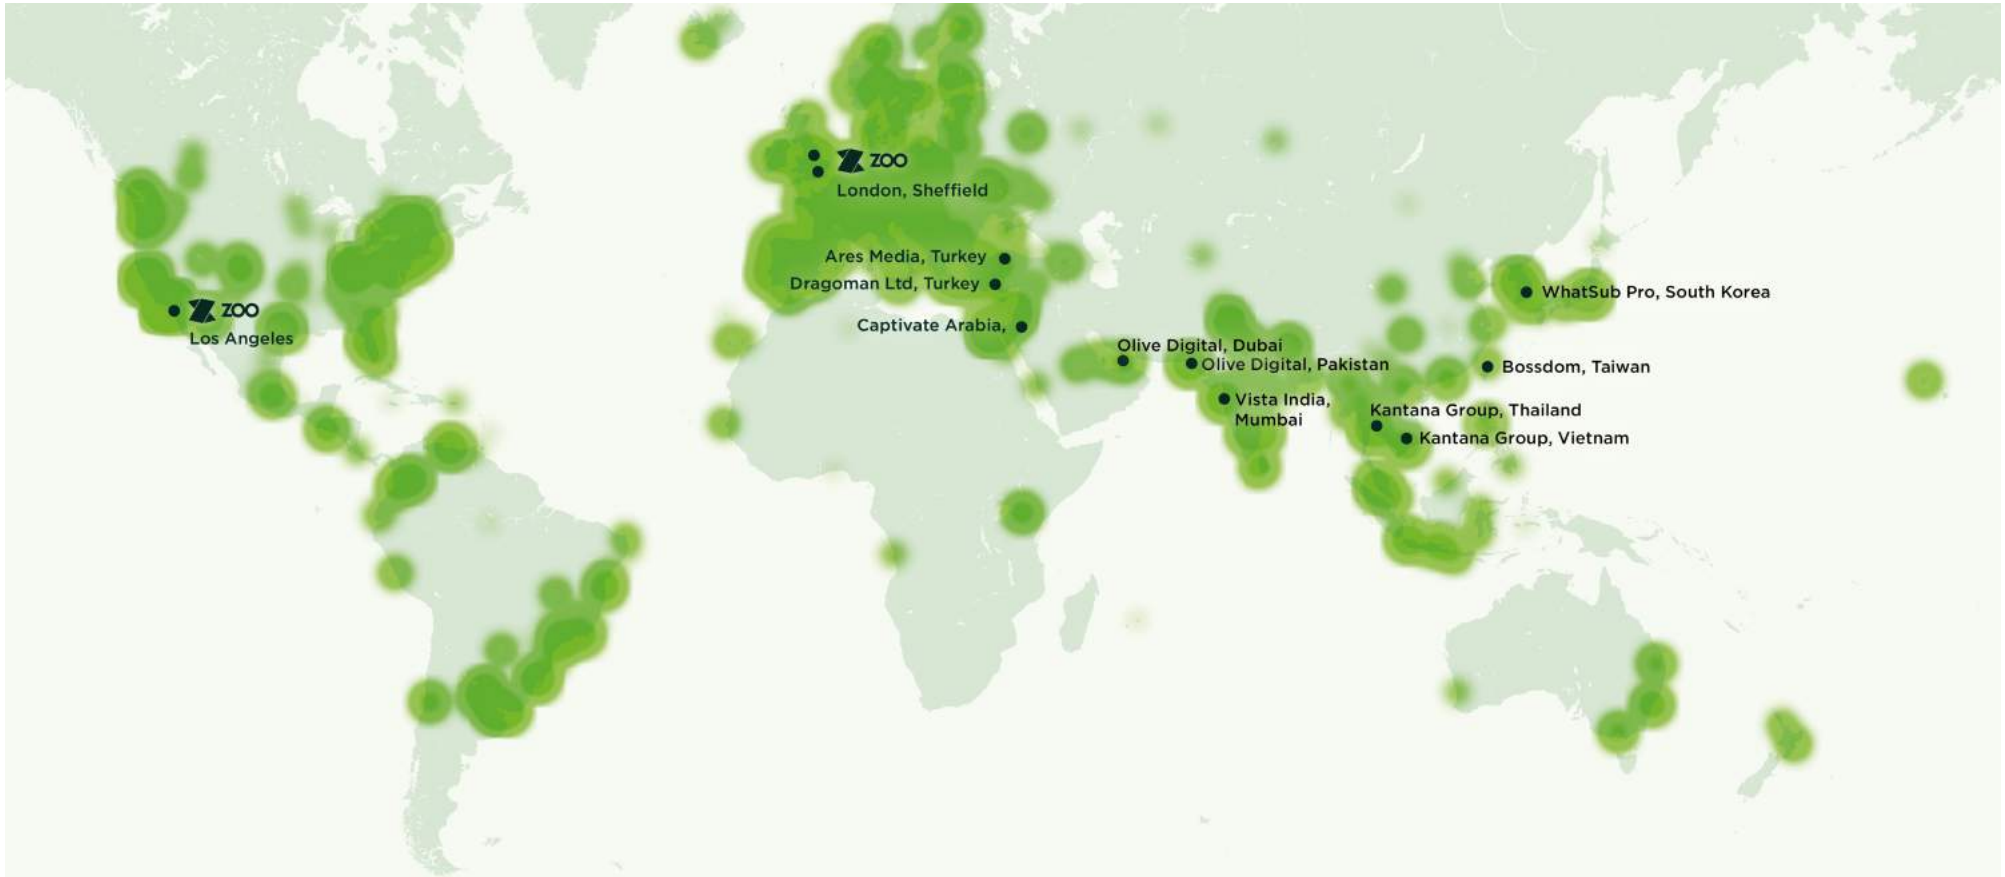 ZOO
London, Sheffield
Ares Media, Turkey
Dragoman Ltd, Turkey
WhatSub Pro, South Korea
ZOO
Los Angeles
Captivate Arabia,
Olive Digital, Dubai
Olive Digital, Pakistan
Bossdom, Taiwan
Vista India,
Mumbai
Kantana Group, Thailand
Kantana Group, Vietnam